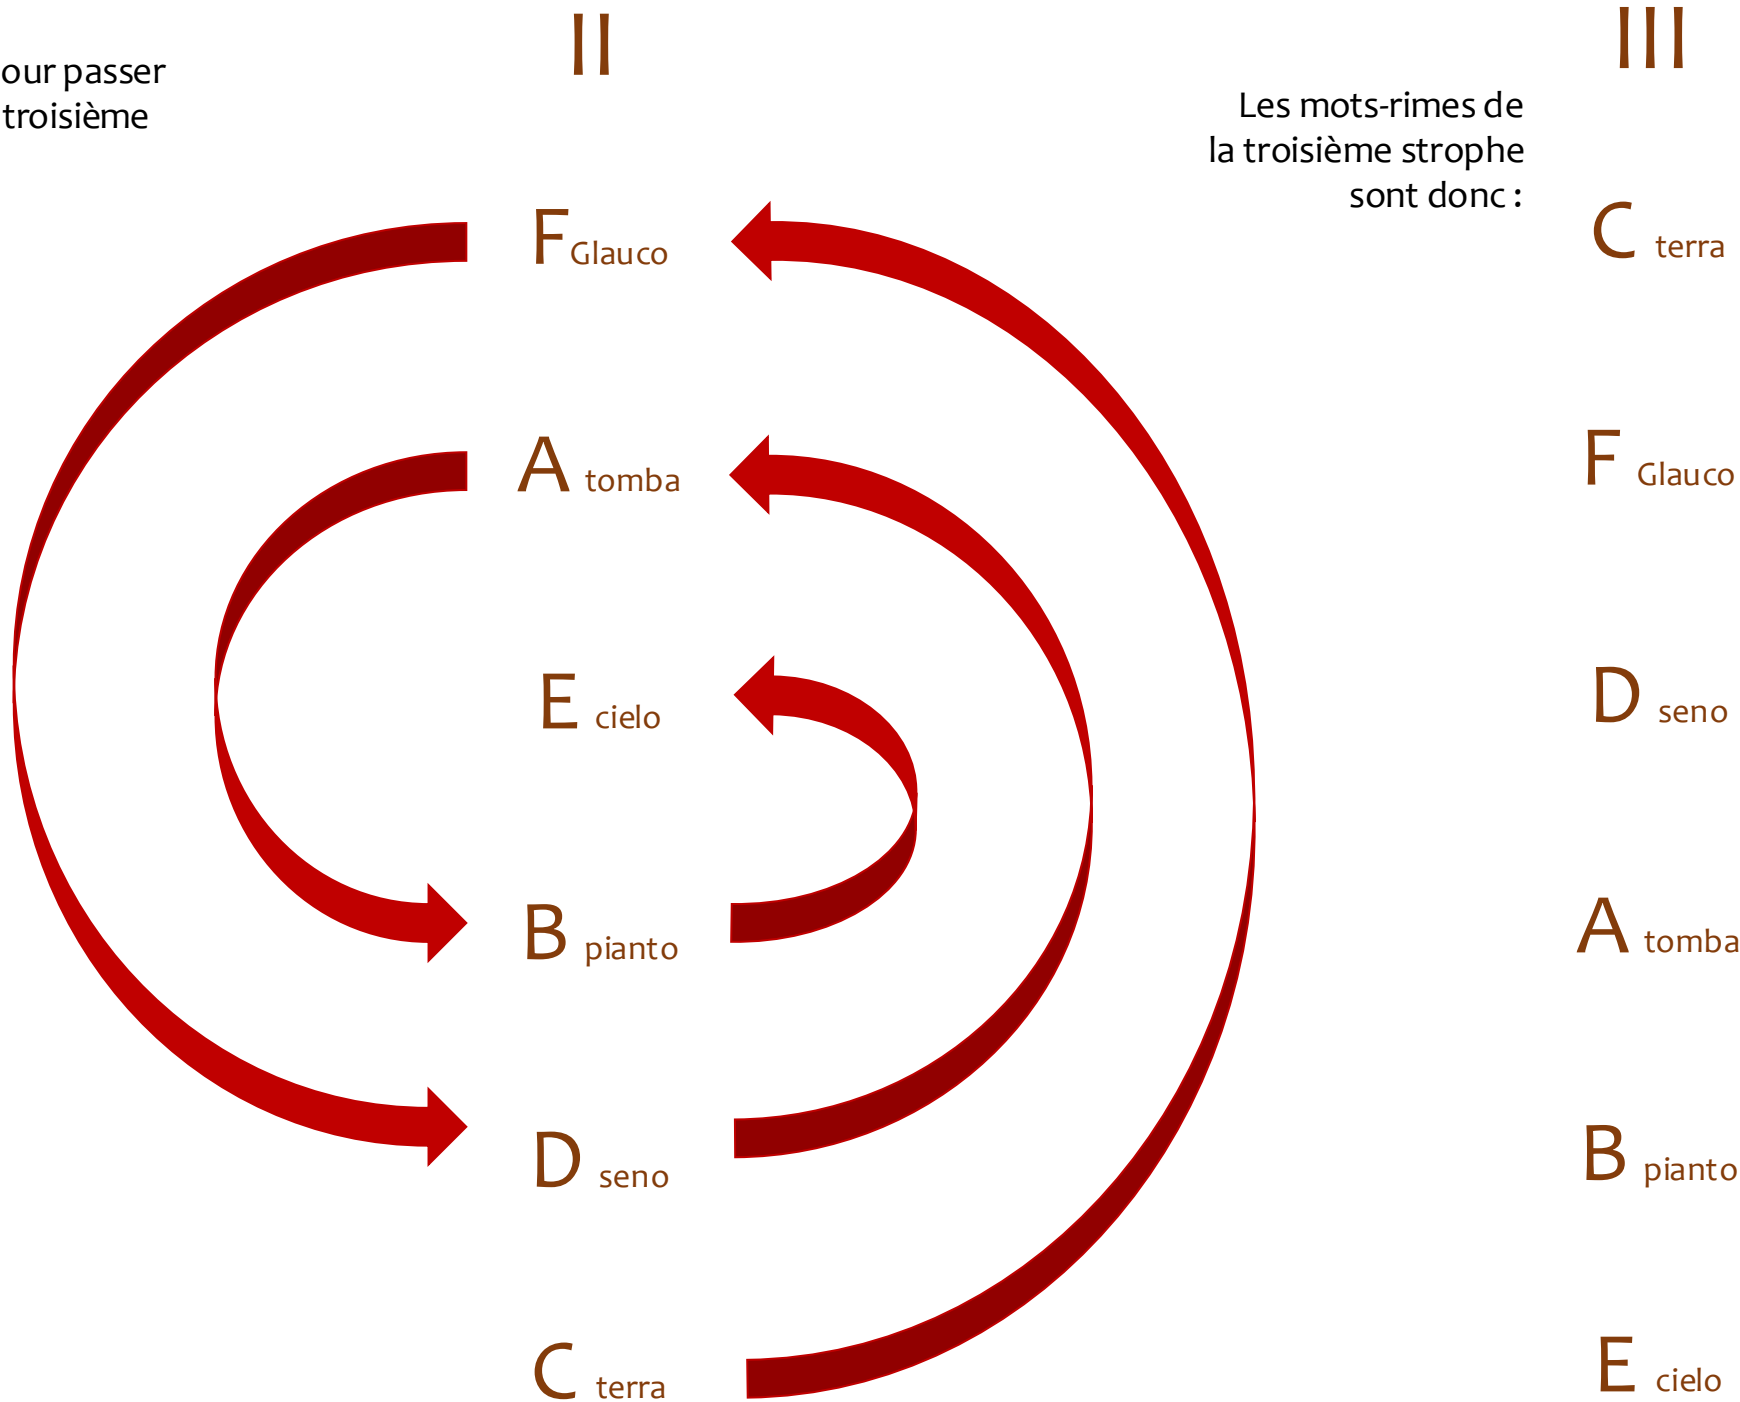 our passer
troisième
II
F Glauco
A tomba
E cielo
B pianto
D seno
C terra
Les mots-rimes de
la troisième strophe
sont donc :
III
C terra
F Glauco
D seno
A tomba
B pianto
E cielo